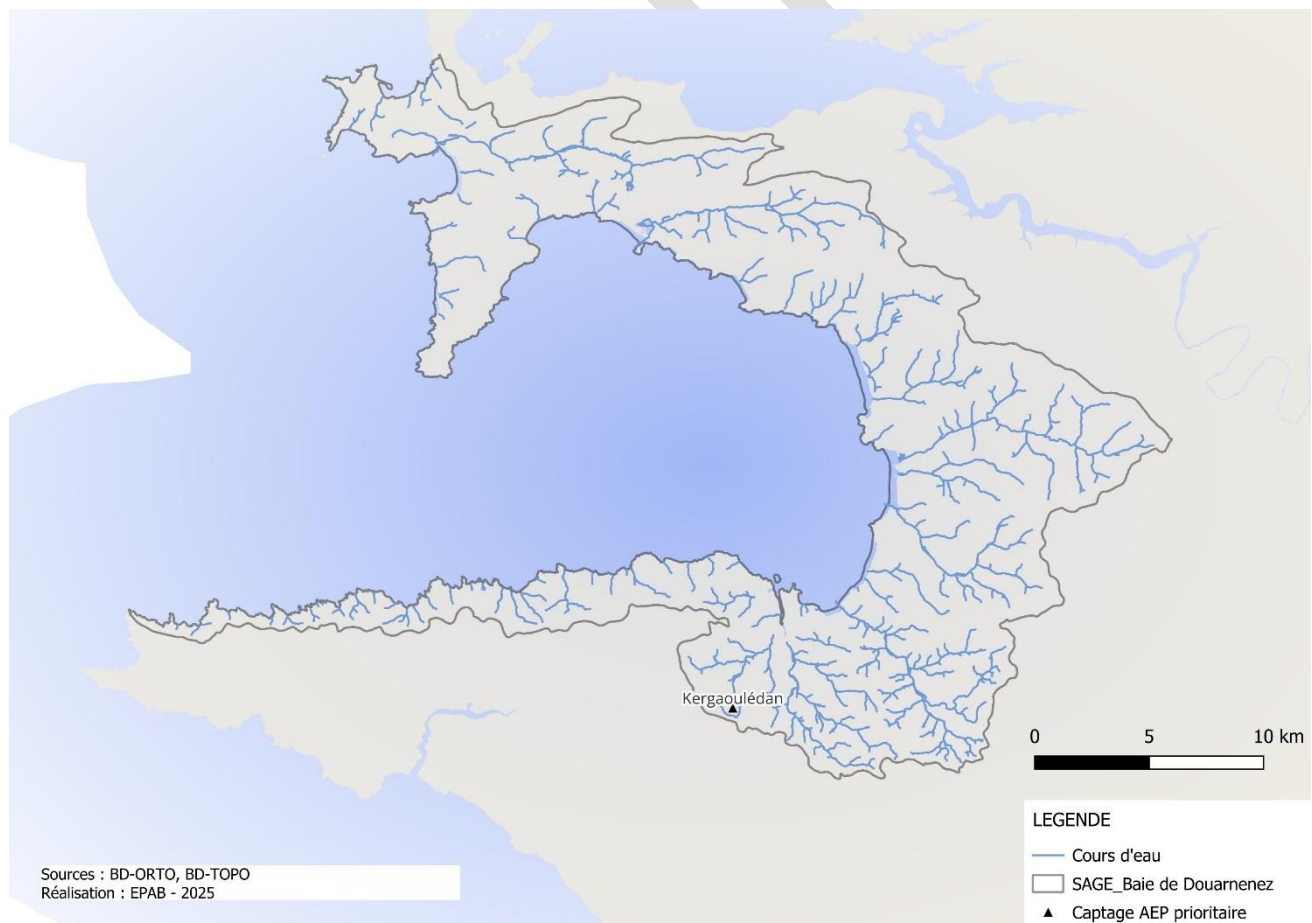 Kergaoulédan
0 5 10 km
LEGENDE
Cours d'eau
SAGE_Baie de Douarnenez
Captage AEP prioritaire
Sources : BD-ORTO, BD-TOPO
Réalisation : EPAB - 2025